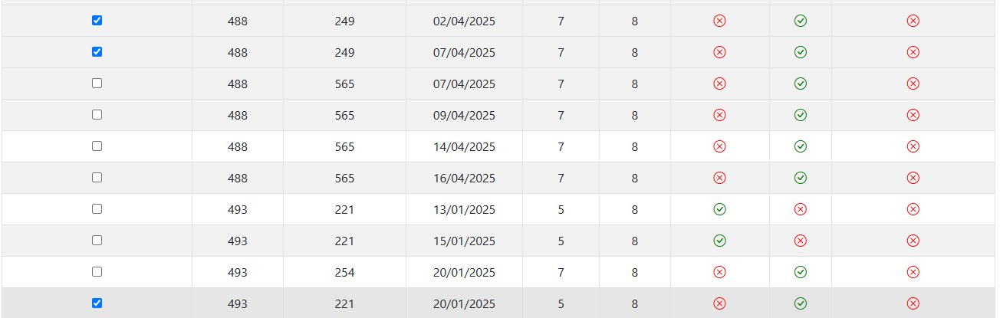 488 249 02/04/2025 7 8
488 249 07/04/2025 7 8
488 565 07/04/2025 7 8
488 565 09/04/2025 7 8
488 565 14/04/2025 7 8
488 565 16/04/2025 7 8
493 221 13/01/2025 5 8
493 221 15/01/2025 5 8
493 254 20/01/2025 7 8
493 221 20/01/2025 5 8